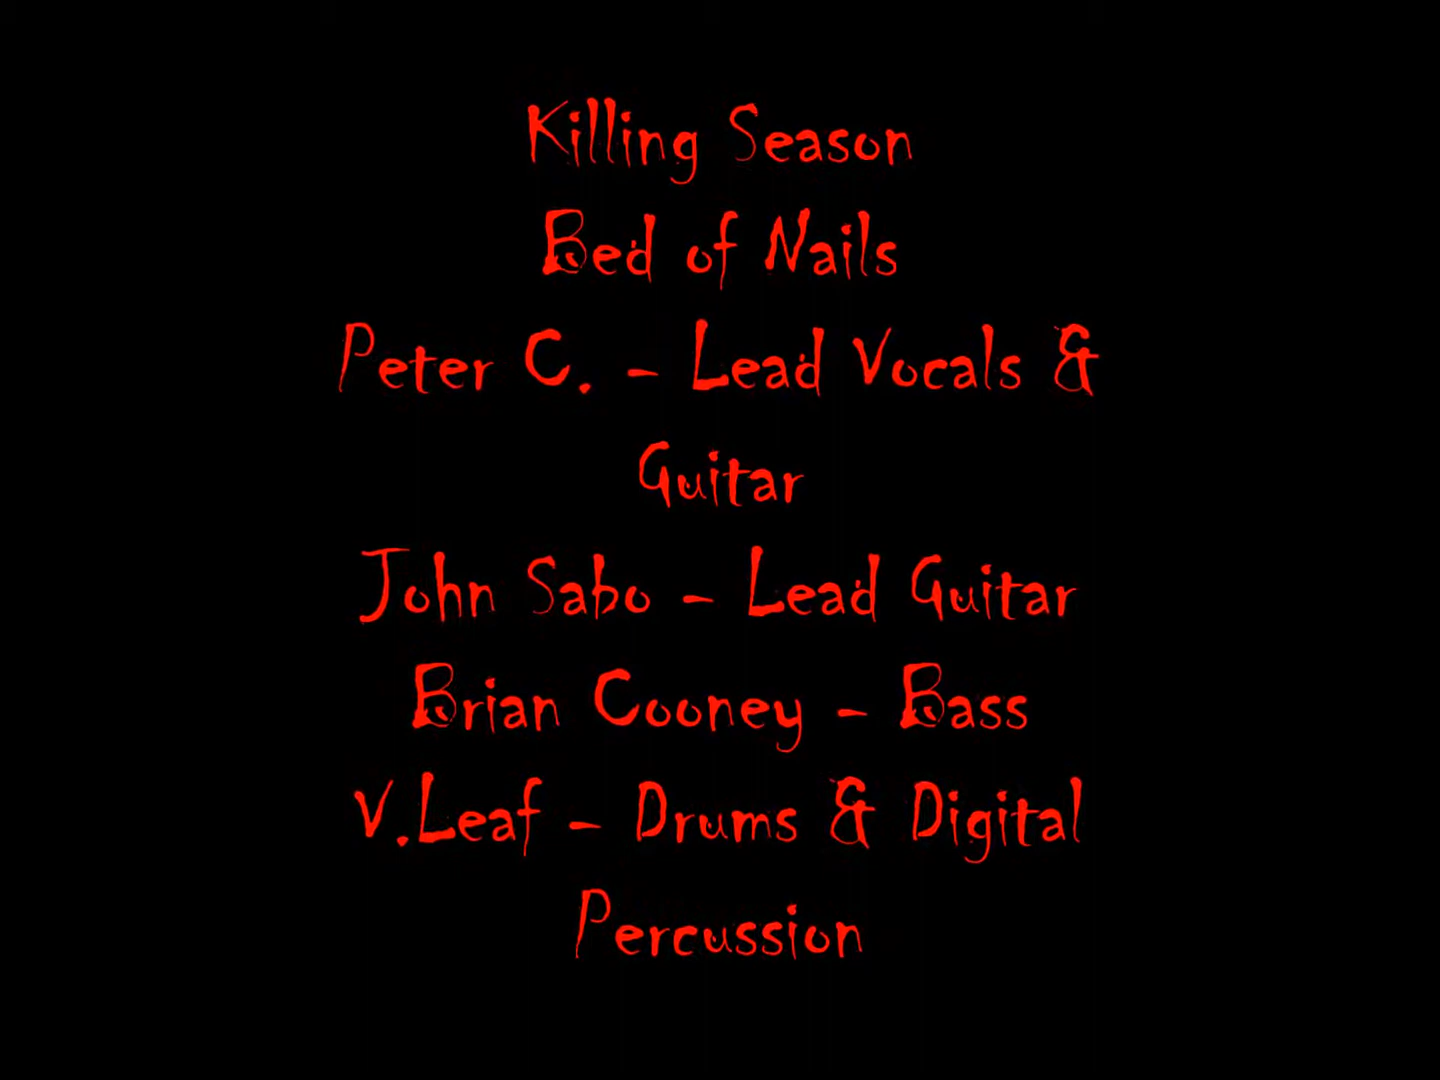 Killing Season
Bed of Nails
Peter C. - Lead Vocals &
Guitar
John Sabo - Lead Guitar
Brian Cooney - Bass
V.Leaf - Drums & Digital
Percussion